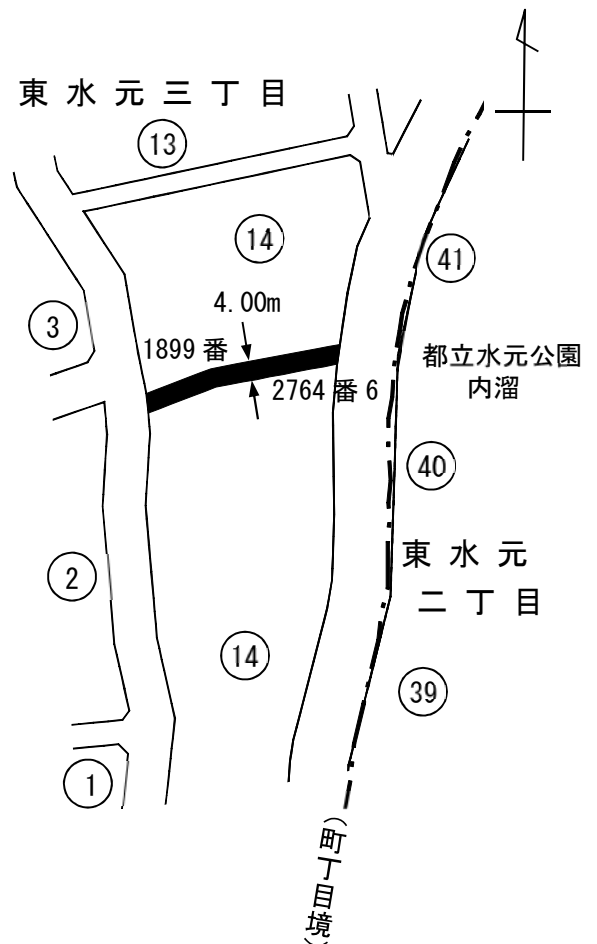 東水元三丁目
13
14
41
4.00m
3
1899番
都立水元公園
内溜
2764番6
40
東水元
二丁目
2
14
39
1
(町丁目境)